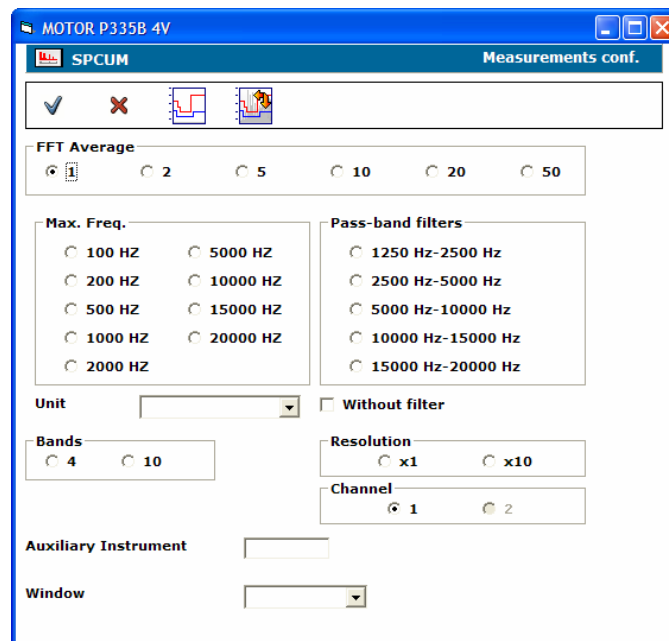 MOTOR P335B 4V
SPCUM Measurements conf.
FFT Average
1 2 5 10 20 50
Max. Freq. Pass-band filters
100 HZ 5000 HZ 1250 Hz-2500 Hz
200 HZ 10000 HZ 2500 Hz-5000 Hz
500 HZ 15000 HZ 5000 Hz-10000 Hz
1000 HZ 20000 HZ 10000 Hz-15000 Hz
2000 HZ 15000 Hz-20000 Hz
Unit Without filter
Bands Resolution
4 10 x1 x10
Channel
1 2
Auxiliary Instrument
Window